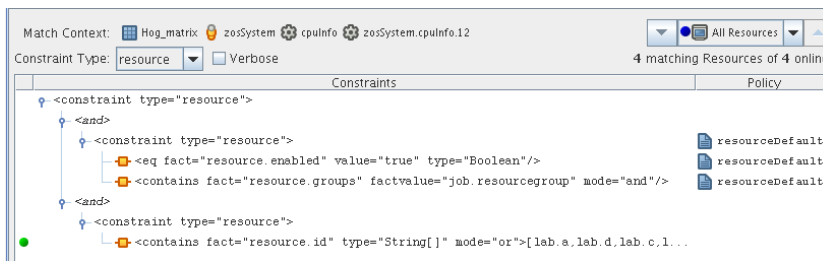 Match Context: Hog_matrix zosSystem cpuInfo zosSystem.cpuInfo.12 All Resources
Constraint Type: resource Verbose 4 matching Resources of 4 onlin
Constraints Policy
<constraint type="resource">
<and>
<constraint type="resource"> resourceDefault
<eq fact="resource.enabled" value="true" type="Boolean"/> resourceDefault
<contains fact="resource.groups" factvalue="job.resourcegroup" mode="and"/> resourceDefault
<and>
<constraint type="resource">
<contains fact="resource.id" type="String[]" mode="or">[lab.a,lab.d,lab.c,l...